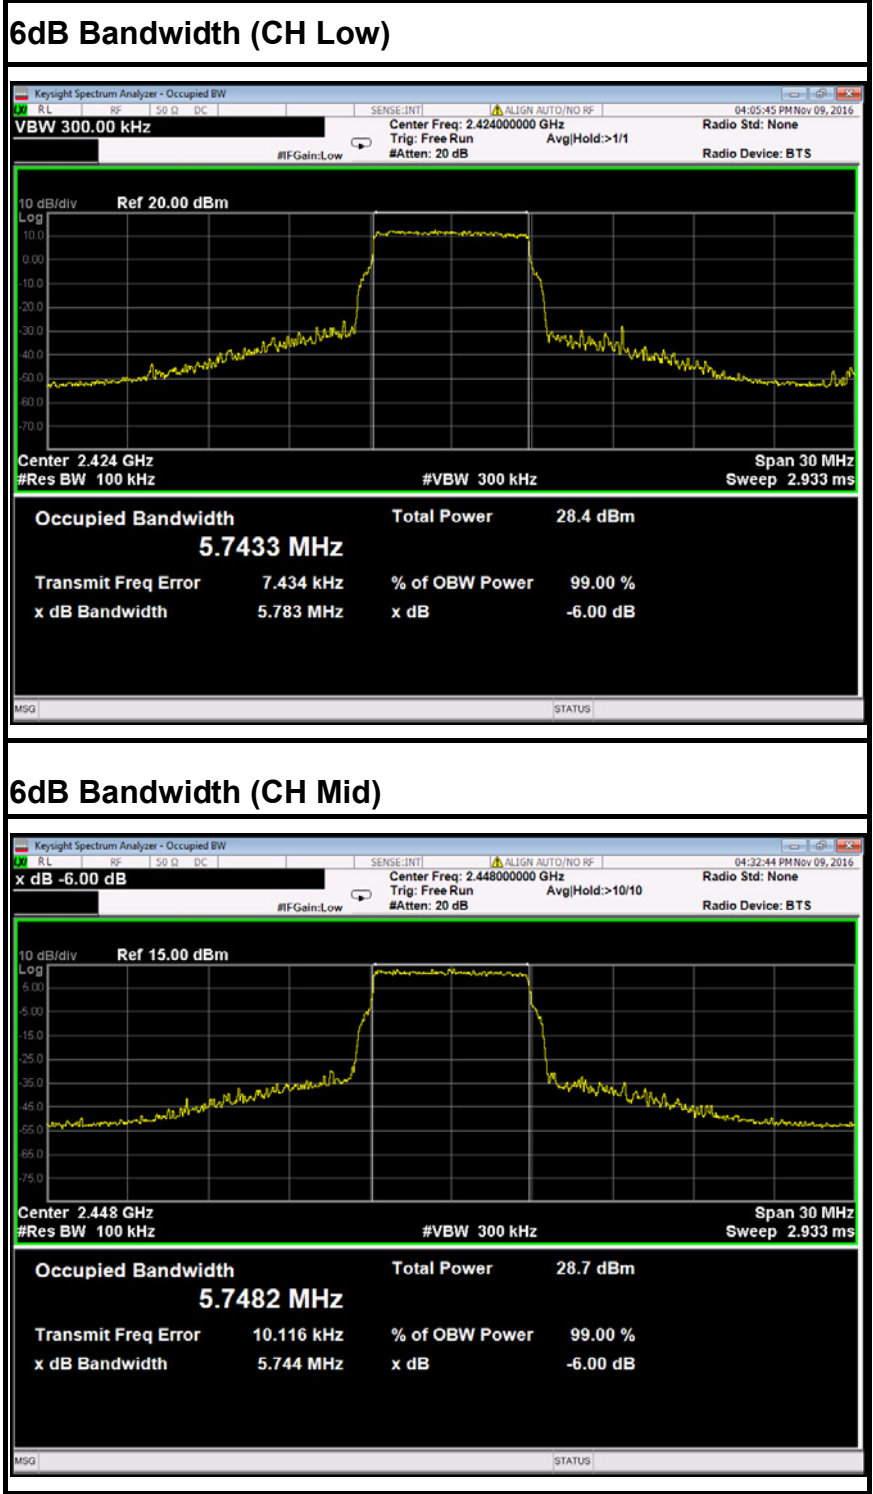 6dB Bandwidth (CH Low)
Keysight Spectrum Analyzer - Occupied BW
LXI RL RF 50 Ω DC SENSE:INT ALIGN AUTO/NO RF 04:05:45 PM Nov 09, 2016
VBW 300.00 kHz Center Freq: 2.424000000 GHz Radio Std: None
Trig: Free Run Avg|Hold:>1/1
#IFGain:Low #Atten: 20 dB Radio Device: BTS
10 dB/div Ref 20.00 dBm
Log
10.0
0.00
-10.0
-20.0
-30.0
-40.0
-50.0
-60.0
-70.0
Center 2.424 GHz Span 30 MHz
#Res BW 100 kHz #VBW 300 kHz Sweep 2.933 ms
Occupied Bandwidth Total Power 28.4 dBm
5.7433 MHz
Transmit Freq Error 7.434 kHz % of OBW Power 99.00 %
x dB Bandwidth 5.783 MHz x dB -6.00 dB
MSG STATUS
6dB Bandwidth (CH Mid)
Keysight Spectrum Analyzer - Occupied BW
LXI RL RF 50 Ω DC SENSE:INT ALIGN AUTO/NO RF 04:32:44 PM Nov 09, 2016
x dB -6.00 dB Center Freq: 2.448000000 GHz Radio Std: None
Trig: Free Run Avg|Hold:>10/10
#IFGain:Low #Atten: 20 dB Radio Device: BTS
10 dB/div Ref 15.00 dBm
Log
5.00
-5.00
-15.0
-25.0
-35.0
-45.0
-55.0
-65.0
-75.0
Center 2.448 GHz Span 30 MHz
#Res BW 100 kHz #VBW 300 kHz Sweep 2.933 ms
Occupied Bandwidth Total Power 28.7 dBm
5.7482 MHz
Transmit Freq Error 10.116 kHz % of OBW Power 99.00 %
x dB Bandwidth 5.744 MHz x dB -6.00 dB
MSG STATUS